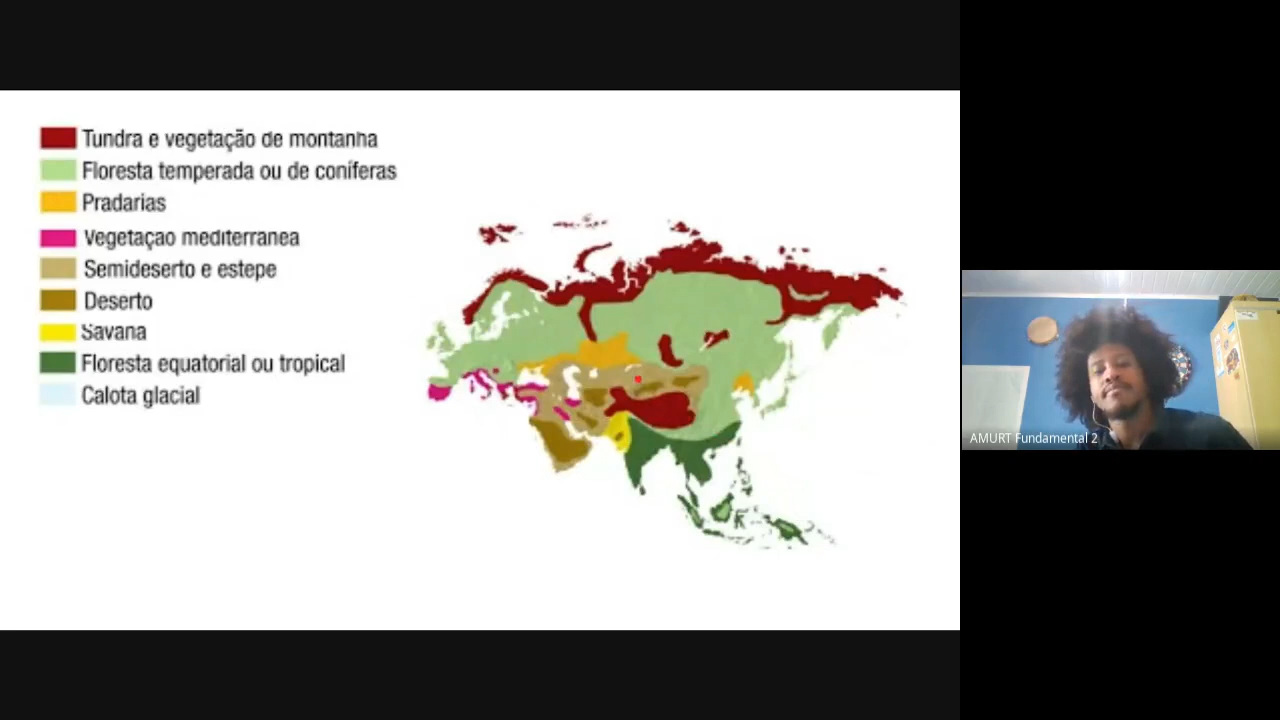 Tundra e vegetação de montanha
Floresta temperada ou de coníferas
Pradarias
Vegetação mediterranea
Semideserto e estepe
Deserto
Savana
Floresta equatorial ou tropical
Calota glacial
AMURT Fundamental 2